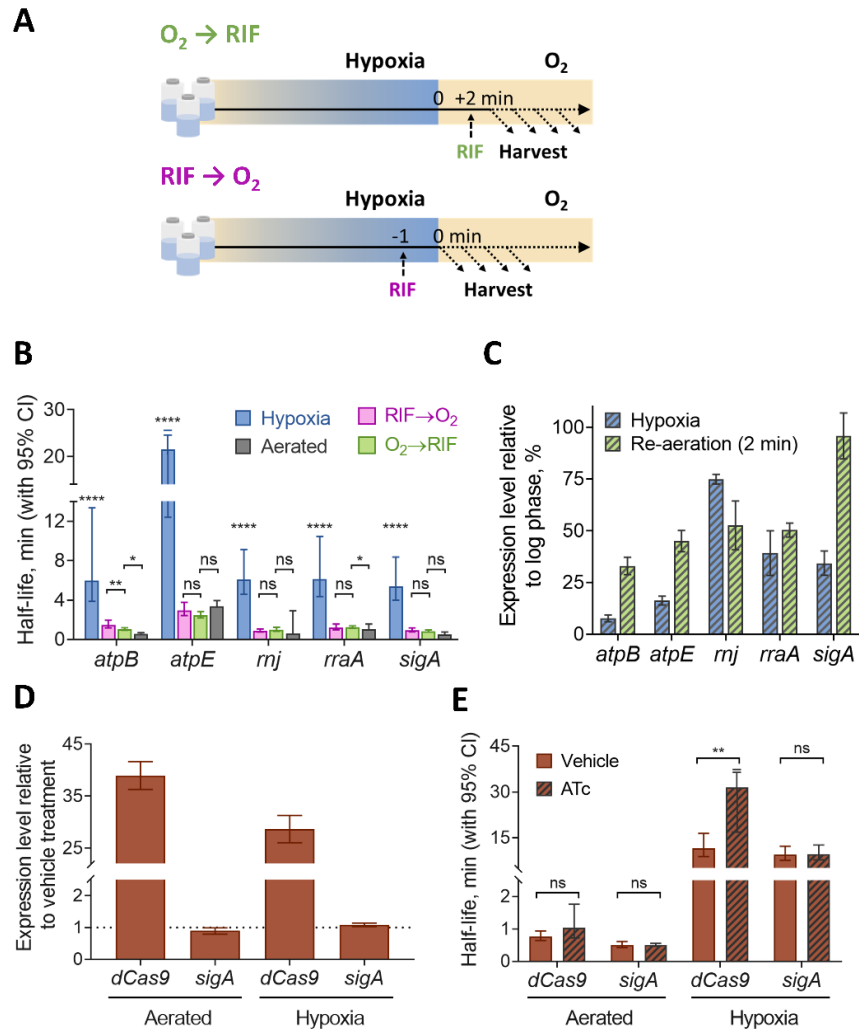 A
O₂ → RIF
Hypoxia O₂
0 +2 min
RIF Harvest
RIF → O₂
Hypoxia O₂
-1 0 min
RIF Harvest
B
Half-life, min (with 95% CI)
30
20
12
8
4
0
Hypoxia RIF→O₂
Aerated O₂→RIF
**** ** *
**** ns ns
**** ns ns
**** ns *
**** ns ns
atpB atpE rnj rraA sigA
C
Expression level relative
to log phase, %
100
75
50
25
0
Hypoxia
Re-aeration (2 min)
atpB atpE rnj rraA sigA
D
Expression level relative
to vehicle treatment
45
35
25
2
1
0
dCas9 sigA dCas9 sigA
Aerated Hypoxia
E
Half-life, min (with 95% CI)
45
30
15
2
1
0
Vehicle
ATc
ns ns ** ns
dCas9 sigA dCas9 sigA
Aerated Hypoxia